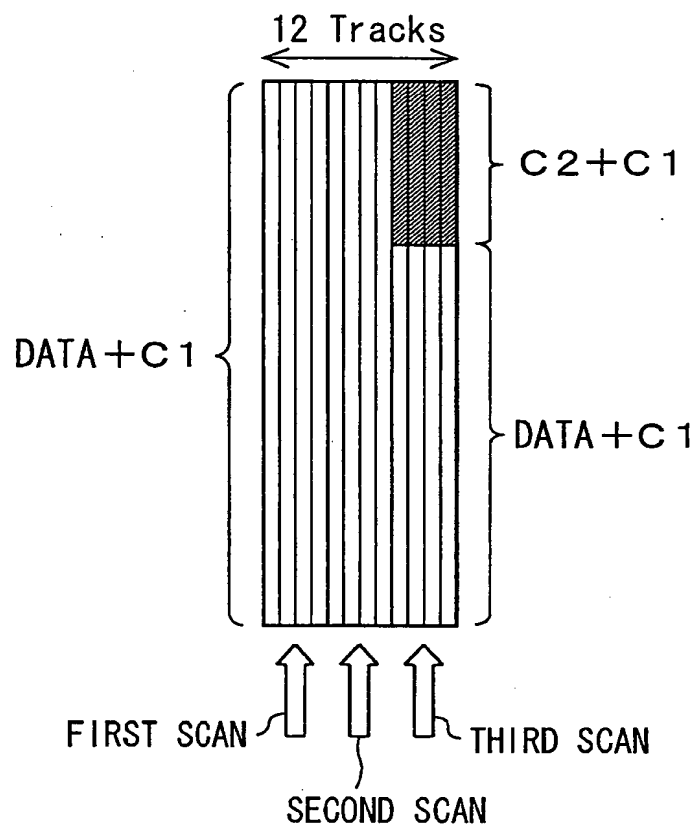 12 Tracks
C2+C1
DATA+C1
DATA+C1
FIRST SCAN
THIRD SCAN
SECOND SCAN